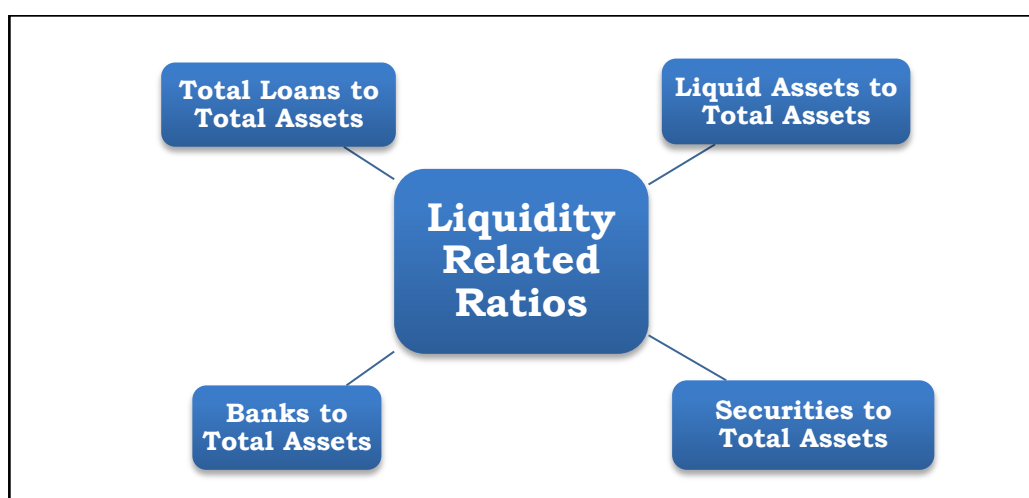 Total Loans to
Total Assets
Liquid Assets to
Total Assets
Liquidity
Related
Ratios
Banks to
Total Assets
Securities to
Total Assets